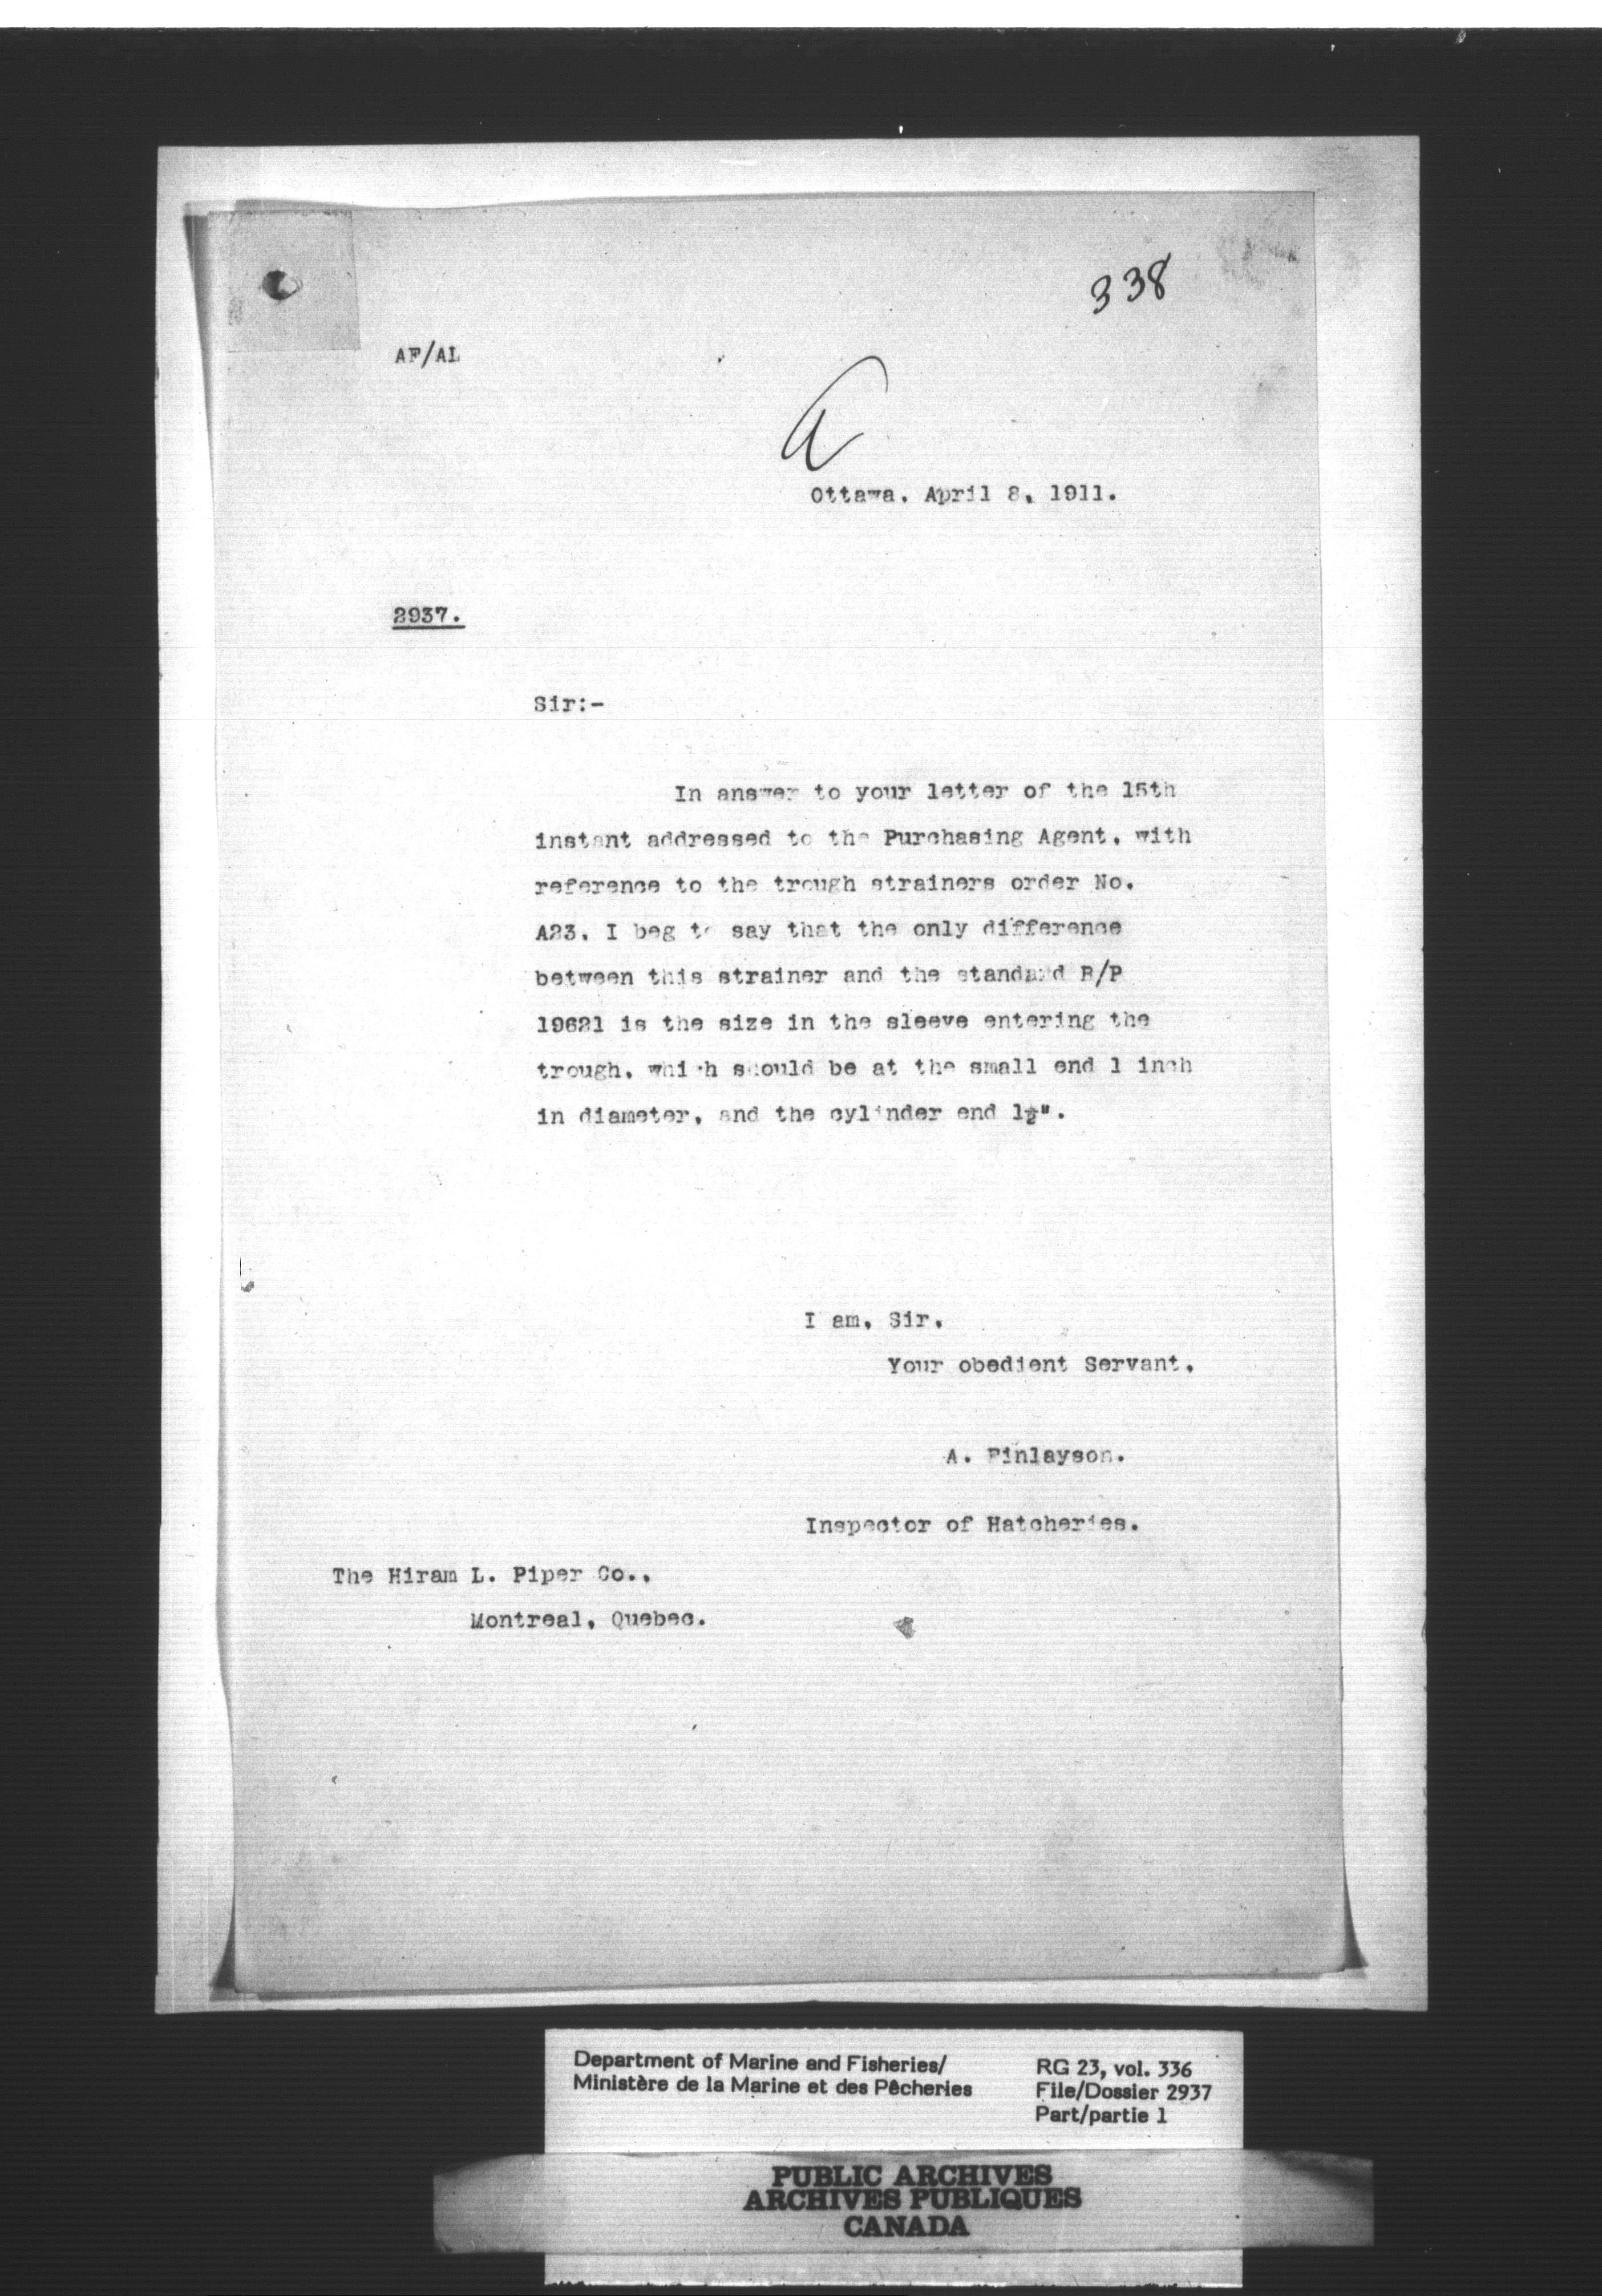 338
AF/AL
a
Ottawa. April 8, 1911.
2937.
Sir:-
In answer to your letter of the 15th
instant addressed to the Purchasing Agent, with
reference to the trough strainers order No.
A23, I beg to say that the only difference
between this strainer and the standard B/P
19621 is the size in the sleeve entering the
trough, which should be at the small end 1 inch
in diameter, and the cylinder end 1½".
I am, Sir,
Your obedient Servant,
A. Finlayson.
Inspector of Hatcheries.
The Hiram L. Piper Co.,
Montreal, Quebec.
Department of Marine and Fisheries/
Ministère de la Marine et des Pêcheries
RG 23, vol. 336
File/Dossier 2937
Part/partie 1
PUBLIC ARCHIVES
ARCHIVES PUBLIQUES
CANADA